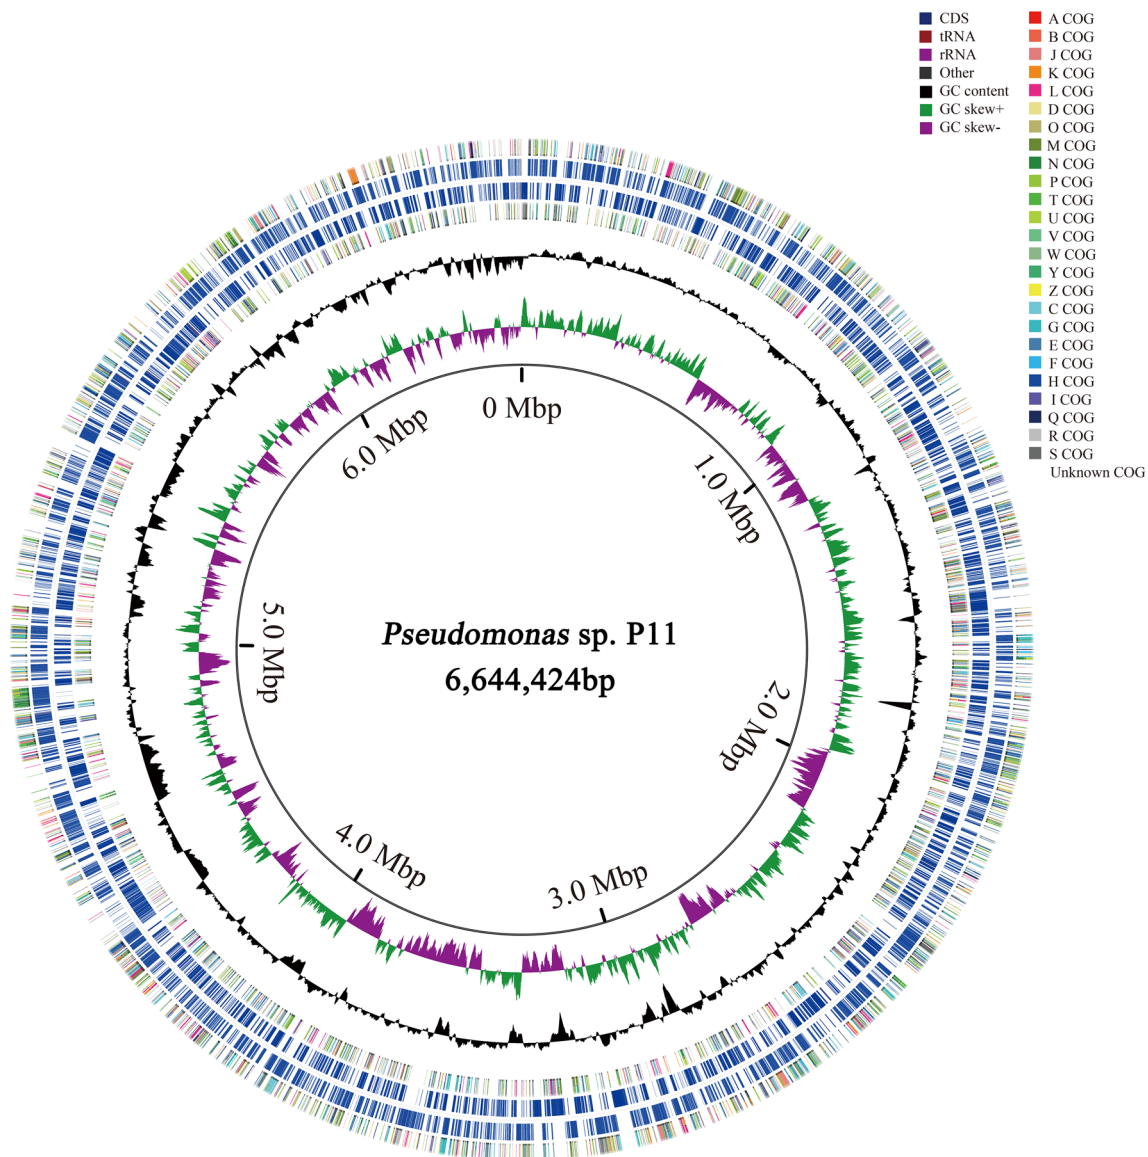 CDS
tRNA
rRNA
Other
GC content
GC skew+
GC skew-
A COG
B COG
J COG
K COG
L COG
D COG
O COG
M COG
N COG
P COG
T COG
U COG
V COG
W COG
Y COG
Z COG
C COG
G COG
E COG
F COG
H COG
I COG
Q COG
R COG
S COG
Unknown COG
0 Mbp
1.0 Mbp
2.0 Mbp
3.0 Mbp
4.0 Mbp
5.0 Mbp
6.0 Mbp
Pseudomonas sp. P11
6,644,424bp